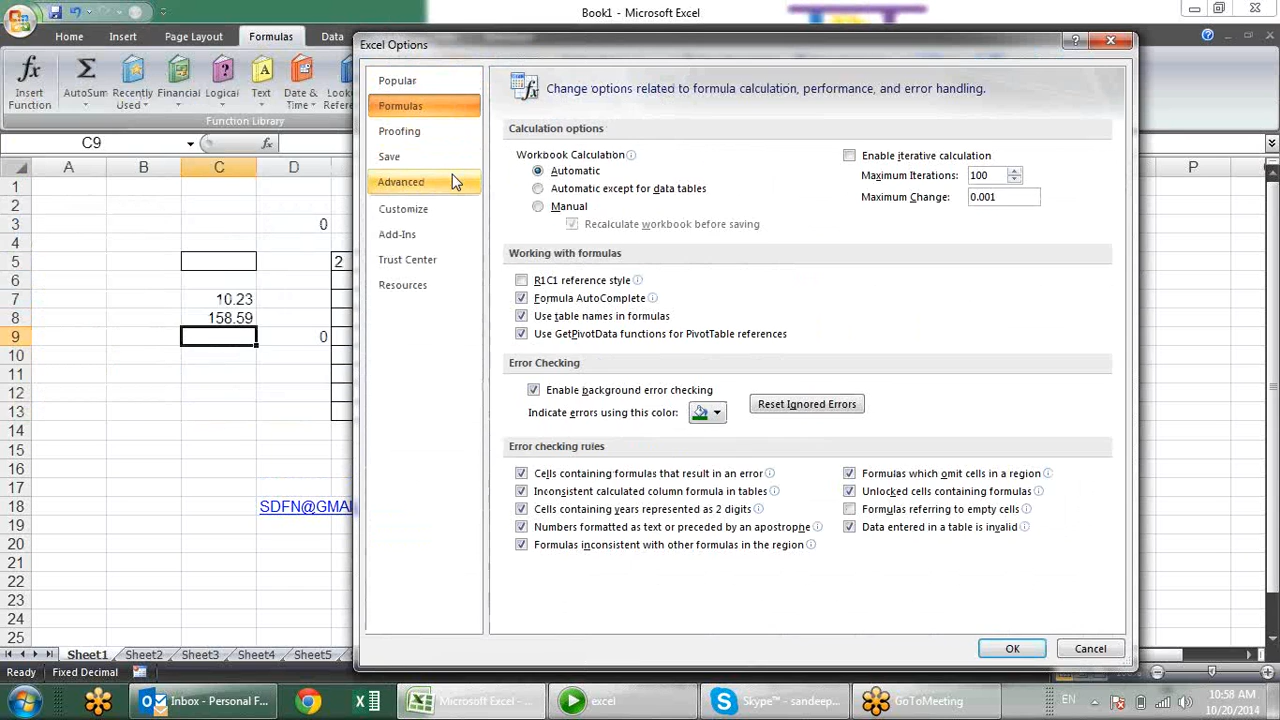 Book1 - Microsoft Excel
Home Insert Page Layout Formulas Data
Excel Options
Insert Function
AutoSum
Recently Used
Financial
Logical
Text
Date & Time
Function Library
C9
fx
A B C D P
1
2
3 0
4
5 2
6
7 10.23
8 158.59
9 0
10
11
12
13
14
15
16
17
18 SDFN@GMA
19
20
21
22
23
24
25
Popular
Formulas
Proofing
Save
Advanced
Customize
Add-Ins
Trust Center
Resources
Change options related to formula calculation, performance, and error handling.
Calculation options
Workbook Calculation
Automatic
Automatic except for data tables
Manual
Recalculate workbook before saving
Enable iterative calculation
Maximum Iterations: 100
Maximum Change: 0.001
Working with formulas
R1C1 reference style
Formula AutoComplete
Use table names in formulas
Use GetPivotData functions for PivotTable references
Error Checking
Enable background error checking
Indicate errors using this color:
Reset Ignored Errors
Error checking rules
Cells containing formulas that result in an error
Inconsistent calculated column formula in tables
Cells containing years represented as 2 digits
Numbers formatted as text or preceded by an apostrophe
Formulas inconsistent with other formulas in the region
Formulas which omit cells in a region
Unlocked cells containing formulas
Formulas referring to empty cells
Data entered in a table is invalid
OK Cancel
Sheet1 Sheet2 Sheet3 Sheet4 Sheet5
Ready Fixed Decimal
Inbox - Personal F...
Microsoft Excel - ...
excel
Skype™ - sandeep...
GoToMeeting
EN
10:58 AM
10/20/2014